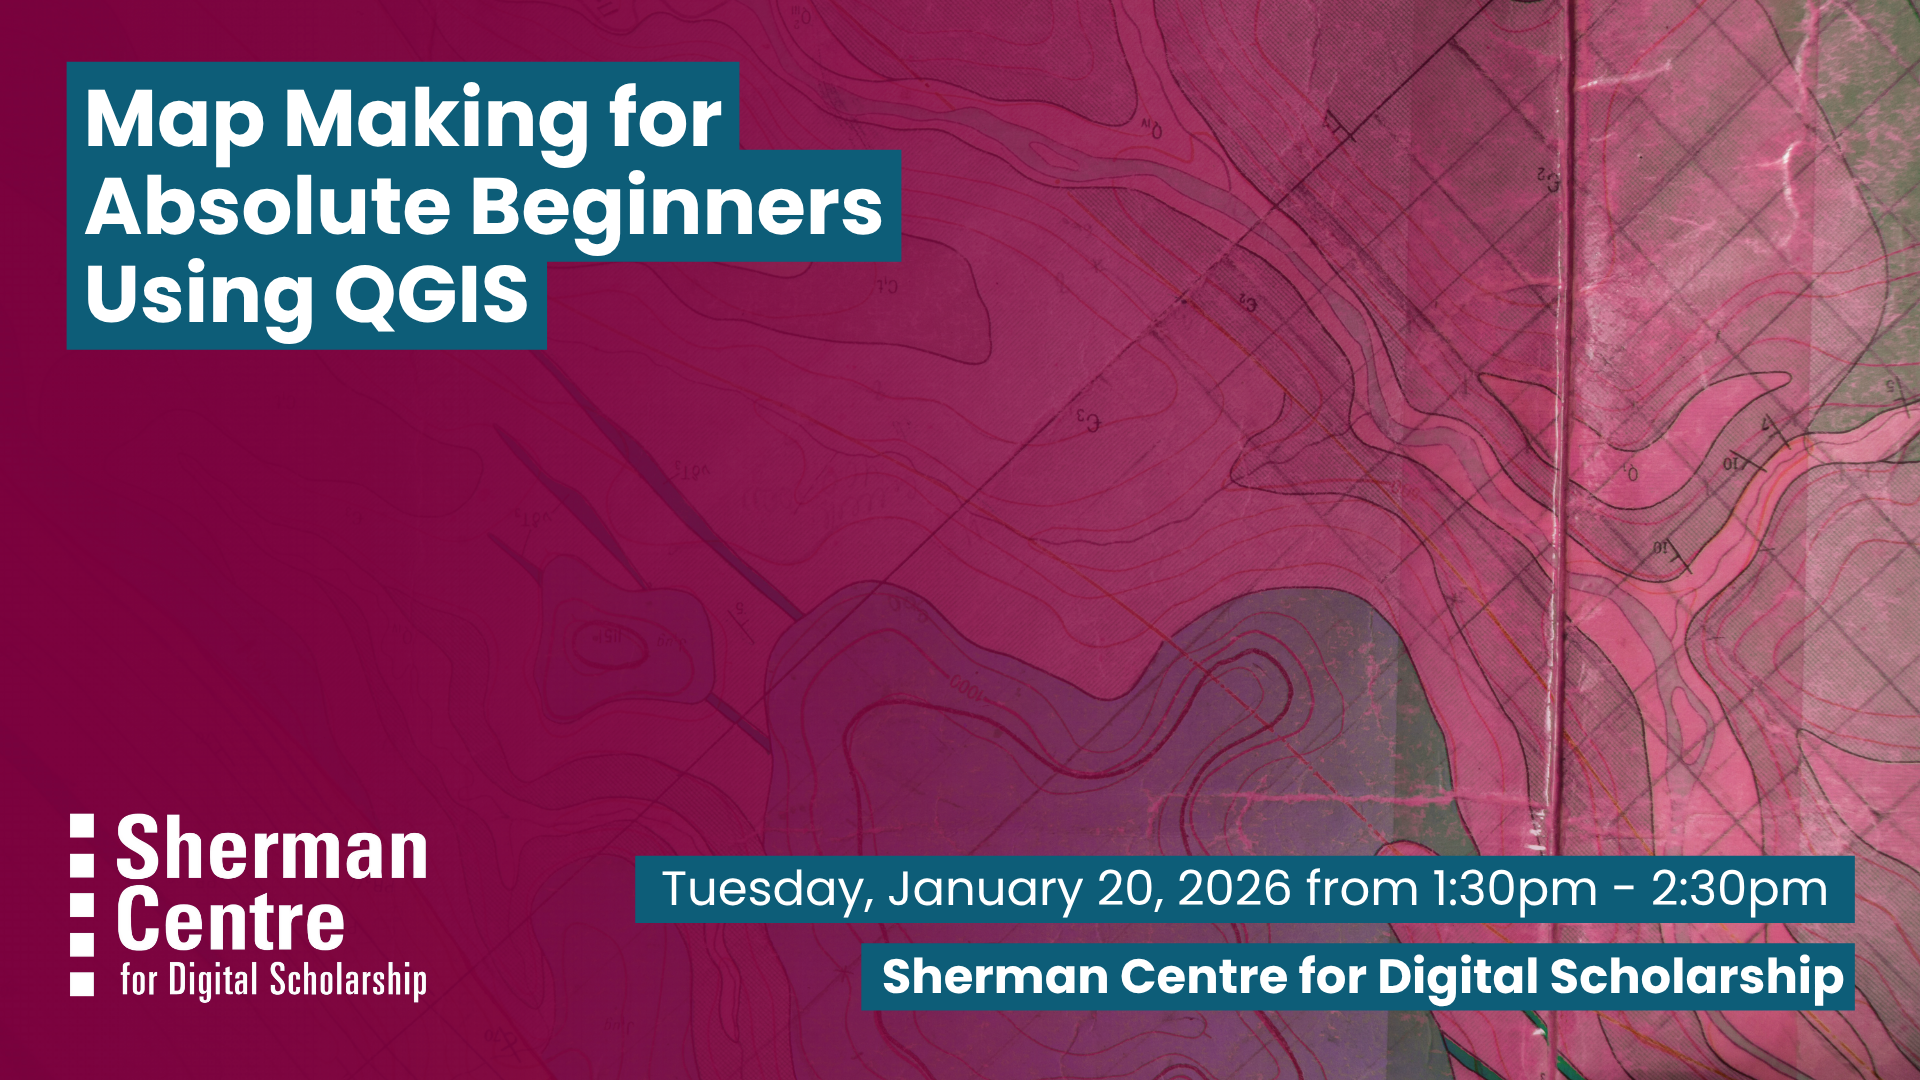 Map Making for
Absolute Beginners
Using QGIS
Sherman
Centre
for Digital Scholarship
Tuesday, January 20, 2026 from 1:30pm - 2:30pm
Sherman Centre for Digital Scholarship